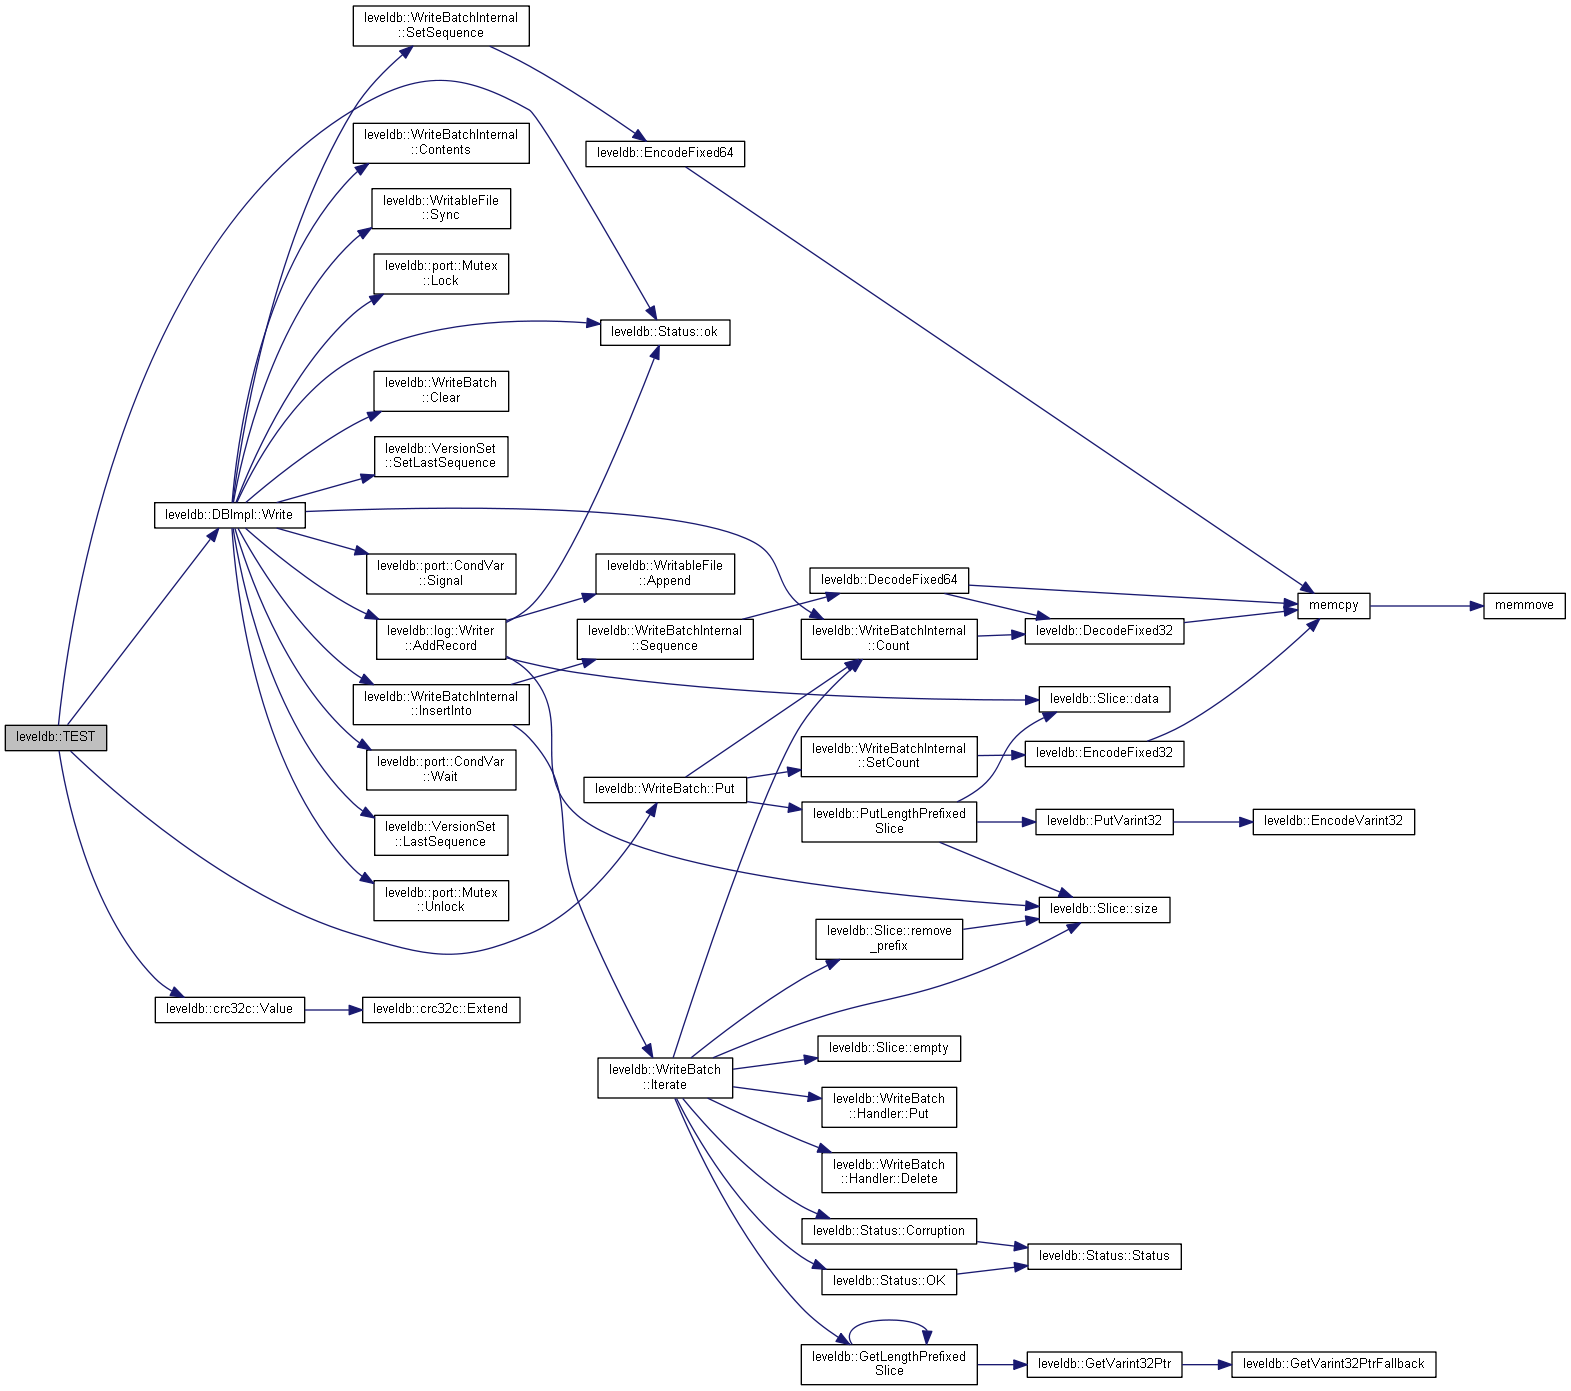 leveldb::WriteBatchInternal
::SetSequence
leveldb::WriteBatchInternal
::Contents
leveldb::EncodeFixed64
leveldb::WritableFile
::Sync
leveldb::port::Mutex
::Lock
leveldb::Status::ok
leveldb::WriteBatch
::Clear
leveldb::VersionSet
::SetLastSequence
leveldb::DBImpl::Write
leveldb::port::CondVar
::Signal
leveldb::WritableFile
::Append
leveldb::DecodeFixed64
memcpy
memmove
leveldb::log::Writer
::AddRecord
leveldb::WriteBatchInternal
::Sequence
leveldb::WriteBatchInternal
::Count
leveldb::DecodeFixed32
leveldb::WriteBatchInternal
::InsertInto
leveldb::Slice::data
leveldb::TEST
leveldb::port::CondVar
::Wait
leveldb::WriteBatchInternal
::SetCount
leveldb::EncodeFixed32
leveldb::WriteBatch::Put
leveldb::VersionSet
::LastSequence
leveldb::PutLengthPrefixed
Slice
leveldb::PutVarint32
leveldb::EncodeVarint32
leveldb::port::Mutex
::Unlock
leveldb::Slice::size
leveldb::Slice::remove
_prefix
leveldb::crc32c::Value
leveldb::crc32c::Extend
leveldb::Slice::empty
leveldb::WriteBatch
::Iterate
leveldb::WriteBatch
::Handler::Put
leveldb::WriteBatch
::Handler::Delete
leveldb::Status::Corruption
leveldb::Status::Status
leveldb::Status::OK
leveldb::GetLengthPrefixed
Slice
leveldb::GetVarint32Ptr
leveldb::GetVarint32PtrFallback